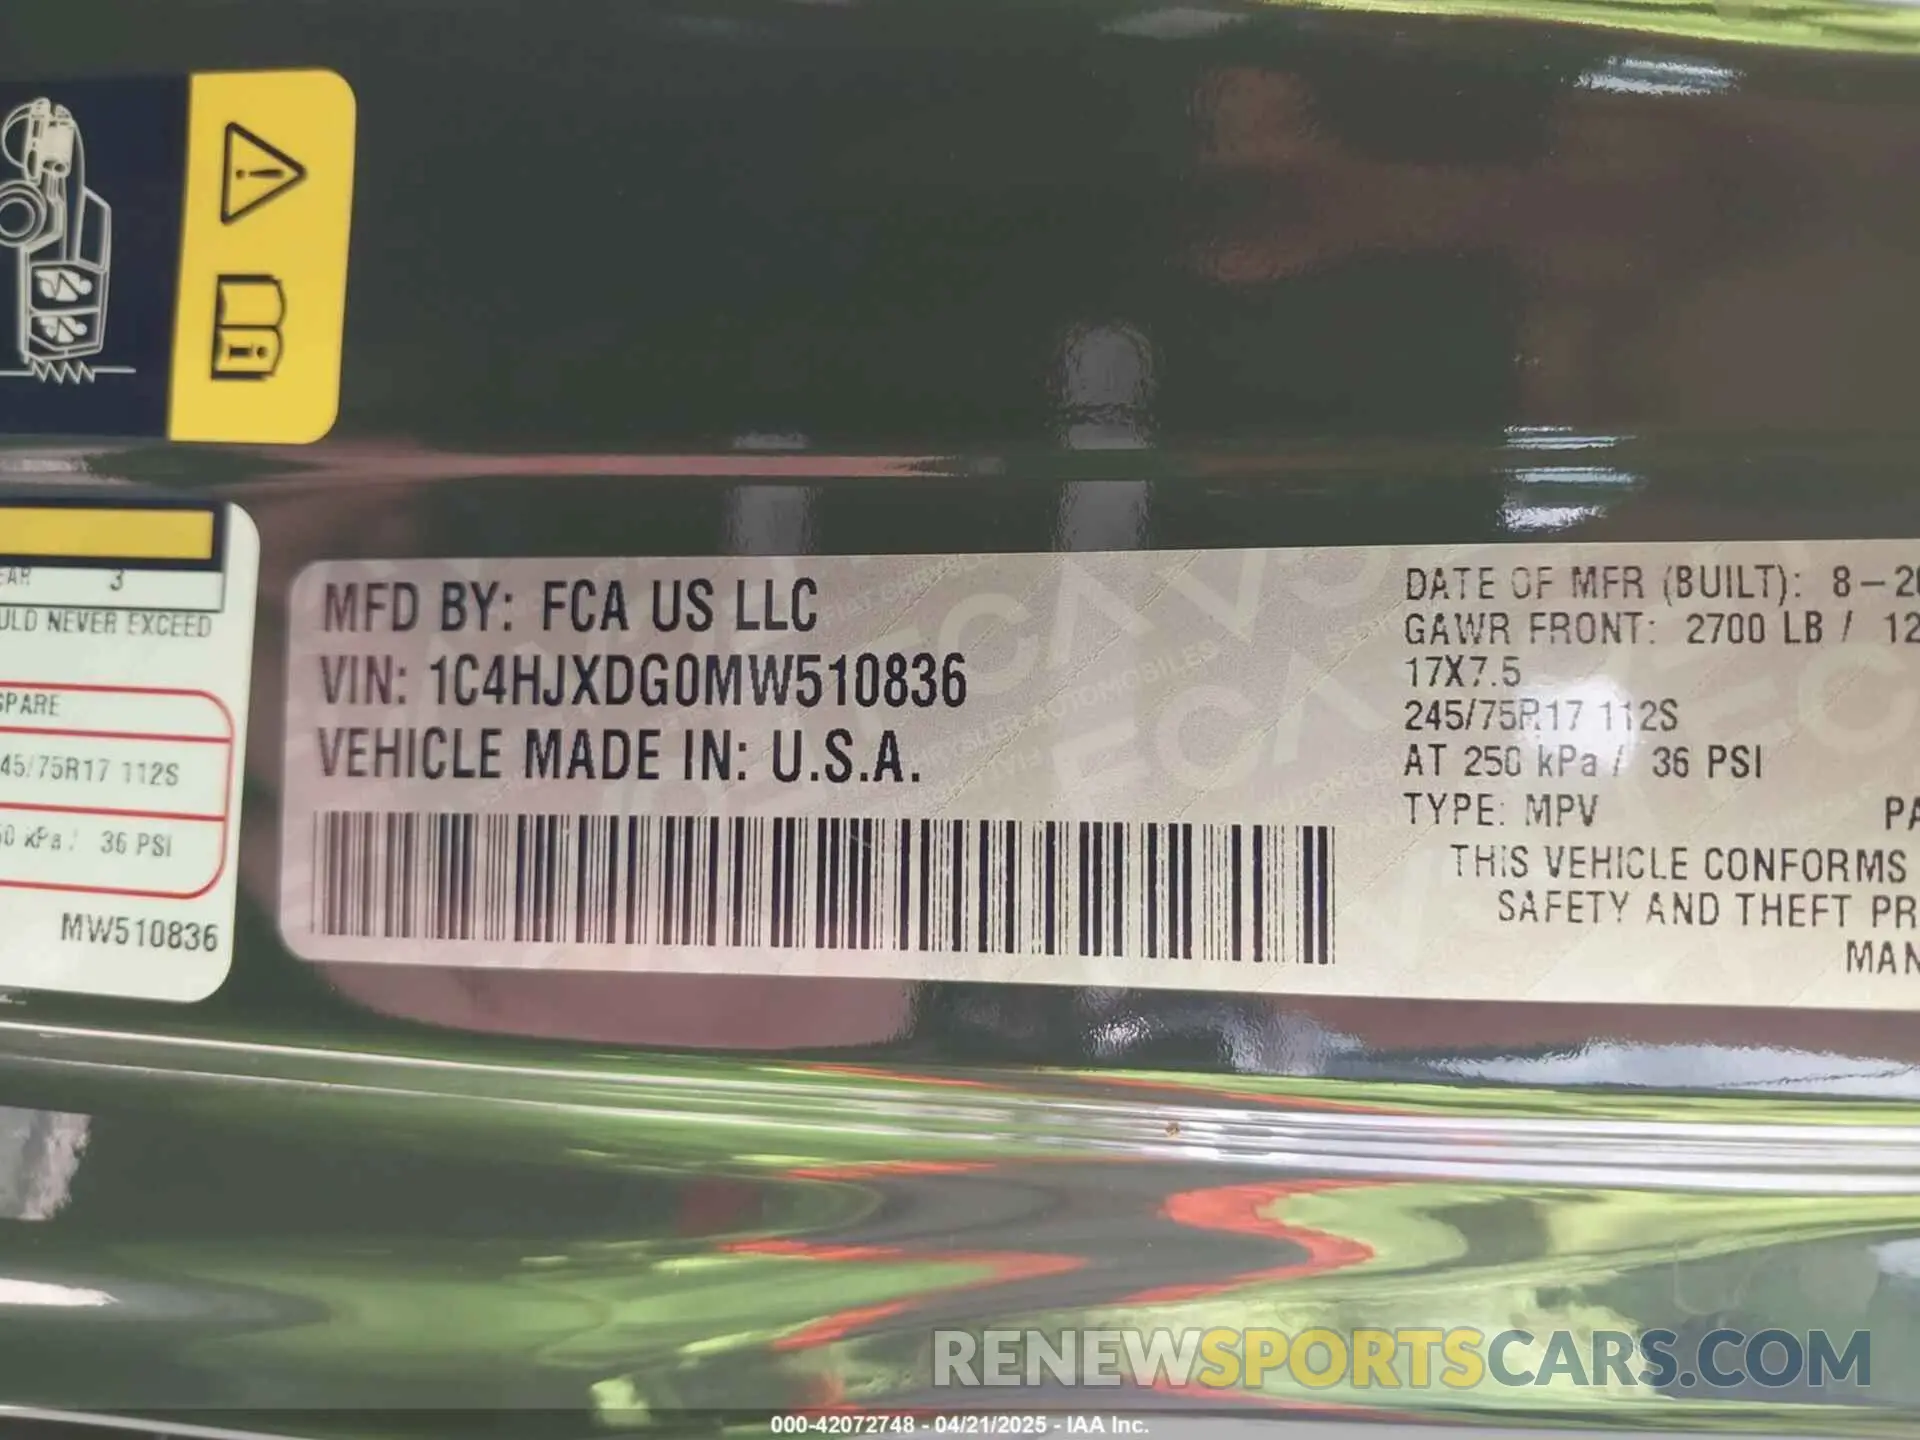 EAR 3
ULD NEVER EXCEED
SPARE
45/75R17 112S
50 kPa / 36 PSI
MW510836
MFD BY: FCA US LLC
VIN: 1C4HJXDG0MW510836
VEHICLE MADE IN: U.S.A.
DATE OF MFR (BUILT): 8-20
GAWR FRONT: 2700 LB / 12
17X7.5
245/75R17 112S
AT 250 kPa / 36 PSI
TYPE: MPV PA
THIS VEHICLE CONFORMS
SAFETY AND THEFT PR
MAN
RENEWSPORTSCARS.COM
000-42072748 - 04/21/2025 - IAA Inc.